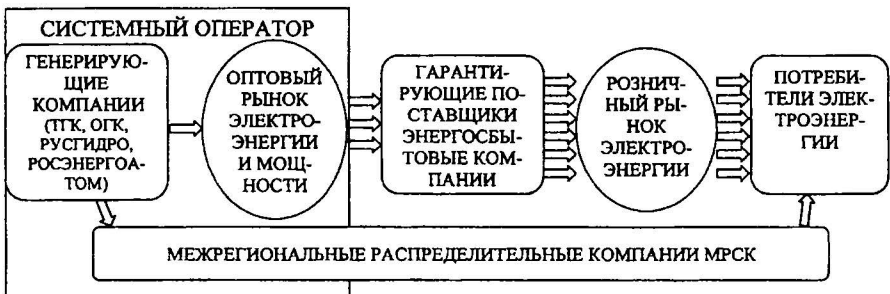 СИСТЕМНЫЙ ОПЕРАТОР
ГЕНЕРИРУЮ-
ЩИЕ
КОМПАНИИ
(ТГК, ОГК,
РУСГИДРО,
РОСЭНЕРГОА-
ТОМ)
ОПТОВЫЙ
РЫНОК
ЭЛЕКТРО-
ЭНЕРГИИ
И МОЩ-
НОСТИ
ГАРАНТИ-
РУЮЩИЕ ПО-
СТАВЩИКИ
ЭНЕРГОСБЫ-
ТОВЫЕ КОМ-
ПАНИИ
РОЗНИЧ-
НЫЙ РЫ-
НОК
ЭЛЕКТРО-
ЭНЕРГИИ
ПОТРЕБИ-
ТЕЛИ ЭЛЕК-
ТРОЭНЕР-
ГИИ
МЕЖРЕГИОНАЛЬНЫЕ РАСПРЕДЕЛИТЕЛЬНЫЕ КОМПАНИИ МРСК